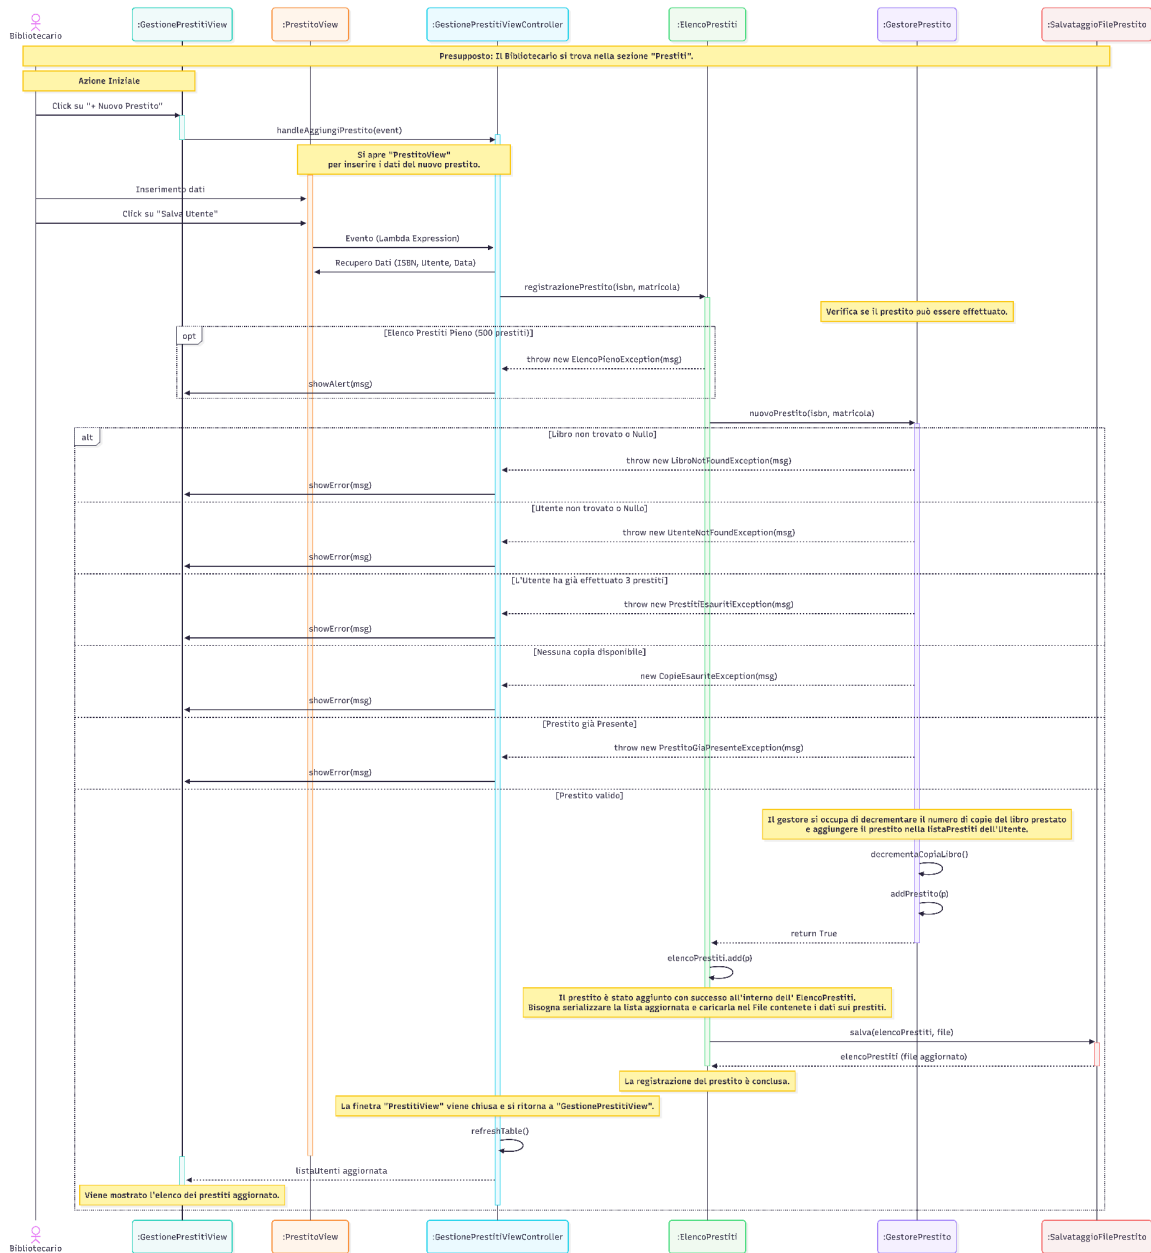 :GestionePrestitiView
:PrestitoView
:GestionePrestitiViewController
:ElencoPrestiti
:GestorePrestito
:SalvataggioFilePrestito
Bibliotecario
Presupposto: Il Bibliotecario si trova nella sezione "Prestiti".
Azione Iniziale
Click su "+ Nuovo Prestito"
handleAggiungiPrestito(event)
Si apre "PrestitoView"
per inserire i dati del nuovo prestito.
Inserimento dati
Click su "Salva Utente"
Evento (Lambda Expression)
Recupero Dati (ISBN, Utente, Data)
registrazionePrestito(isbn, matricola)
Verifica se il prestito può essere effettuato.
opt
[Elenco Prestiti Pieno (500 prestiti)]
throw new ElencoPienoException(msg)
showAlert(msg)
nuovoPrestito(isbn, matricola)
alt
[Libro non trovato o Nullo]
throw new LibroNotFoundException(msg)
showError(msg)
[Utente non trovato o Nullo]
throw new UtenteNotFoundException(msg)
showError(msg)
[L'Utente ha già effettuato 3 prestiti]
throw new PrestitiEsauritiException(msg)
showError(msg)
[Nessuna copia disponibile]
new CopieEsauriteException(msg)
showError(msg)
[Prestito già Presente]
throw new PrestitoGiaPresenteException(msg)
showError(msg)
[Prestito valido]
Il gestore si occupa di decrementare il numero di copie del libro prestato
e aggiungere il prestito nella listaPrestiti dell'Utente.
decrementaCopiaLibro()
addPrestito(p)
return True
elencoPrestiti.add(p)
Il prestito è stato aggiunto con successo all'interno dell' ElencoPrestiti.
Bisogna serializzare la lista aggiornata e caricarla nel File contenete i dati sui prestiti.
salva(elencoPrestiti, file)
elencoPrestiti (file aggiornato)
La registrazione del prestito è conclusa.
La finetra "PrestitiView" viene chiusa e si ritorna a "GestionePrestitiView".
refreshTable()
listaUtenti aggiornata
Viene mostrato l'elenco dei prestiti aggiornato.
Bibliotecario
:GestionePrestitiView
:PrestitoView
:GestionePrestitiViewController
:ElencoPrestiti
:GestorePrestito
:SalvataggioFilePrestito